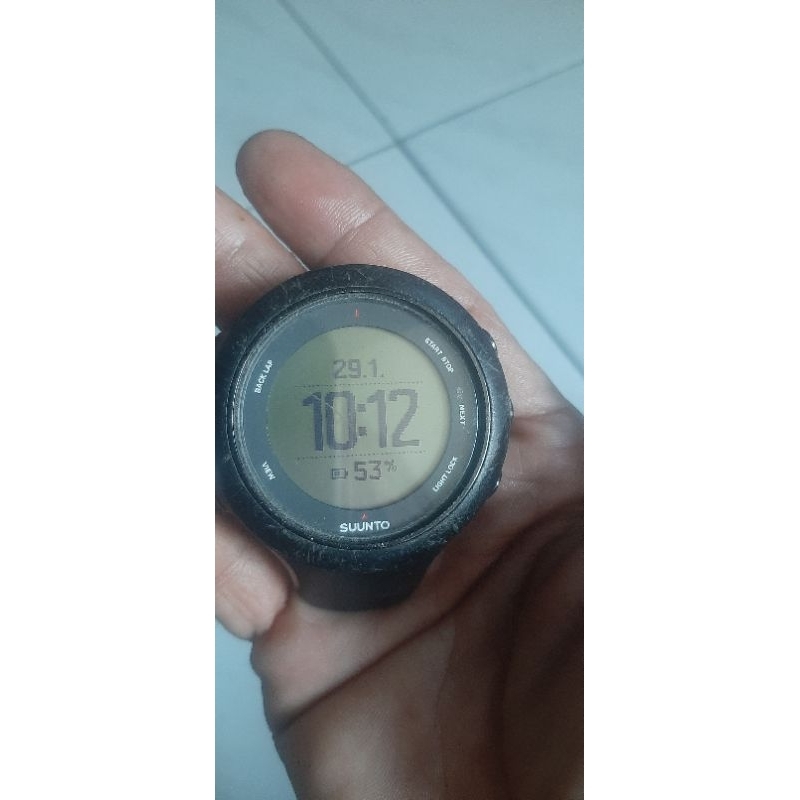 START STOP
BACK LAP
29.1.
10:12
NEXT
53%
VIEW
LIGHT LOCK
SUUNTO